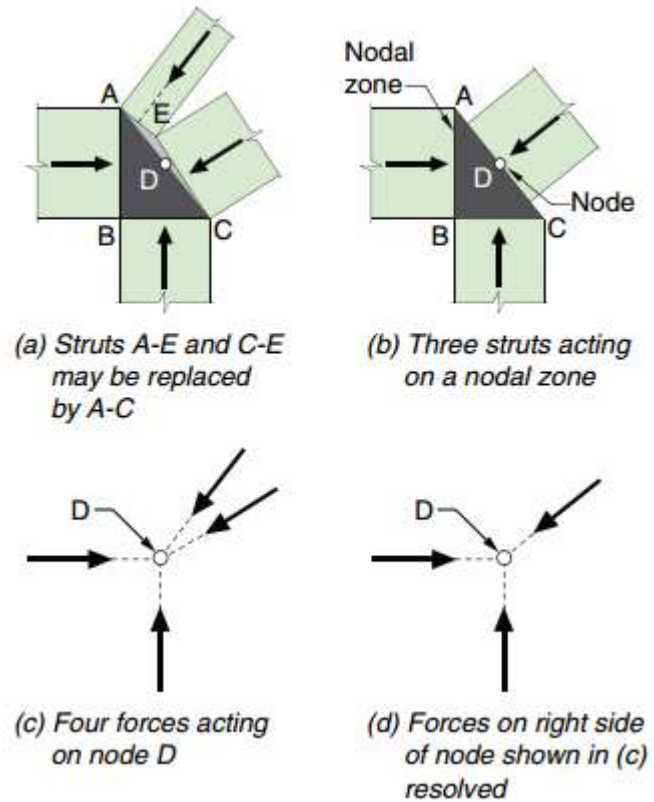 A
E
D
B
C
(a) Struts A-E and C-E
may be replaced
by A-C
Nodal
zone
A
D
Node
B
C
(b) Three struts acting
on a nodal zone
D
(c) Four forces acting
on node D
D
(d) Forces on right side
of node shown in (c)
resolved